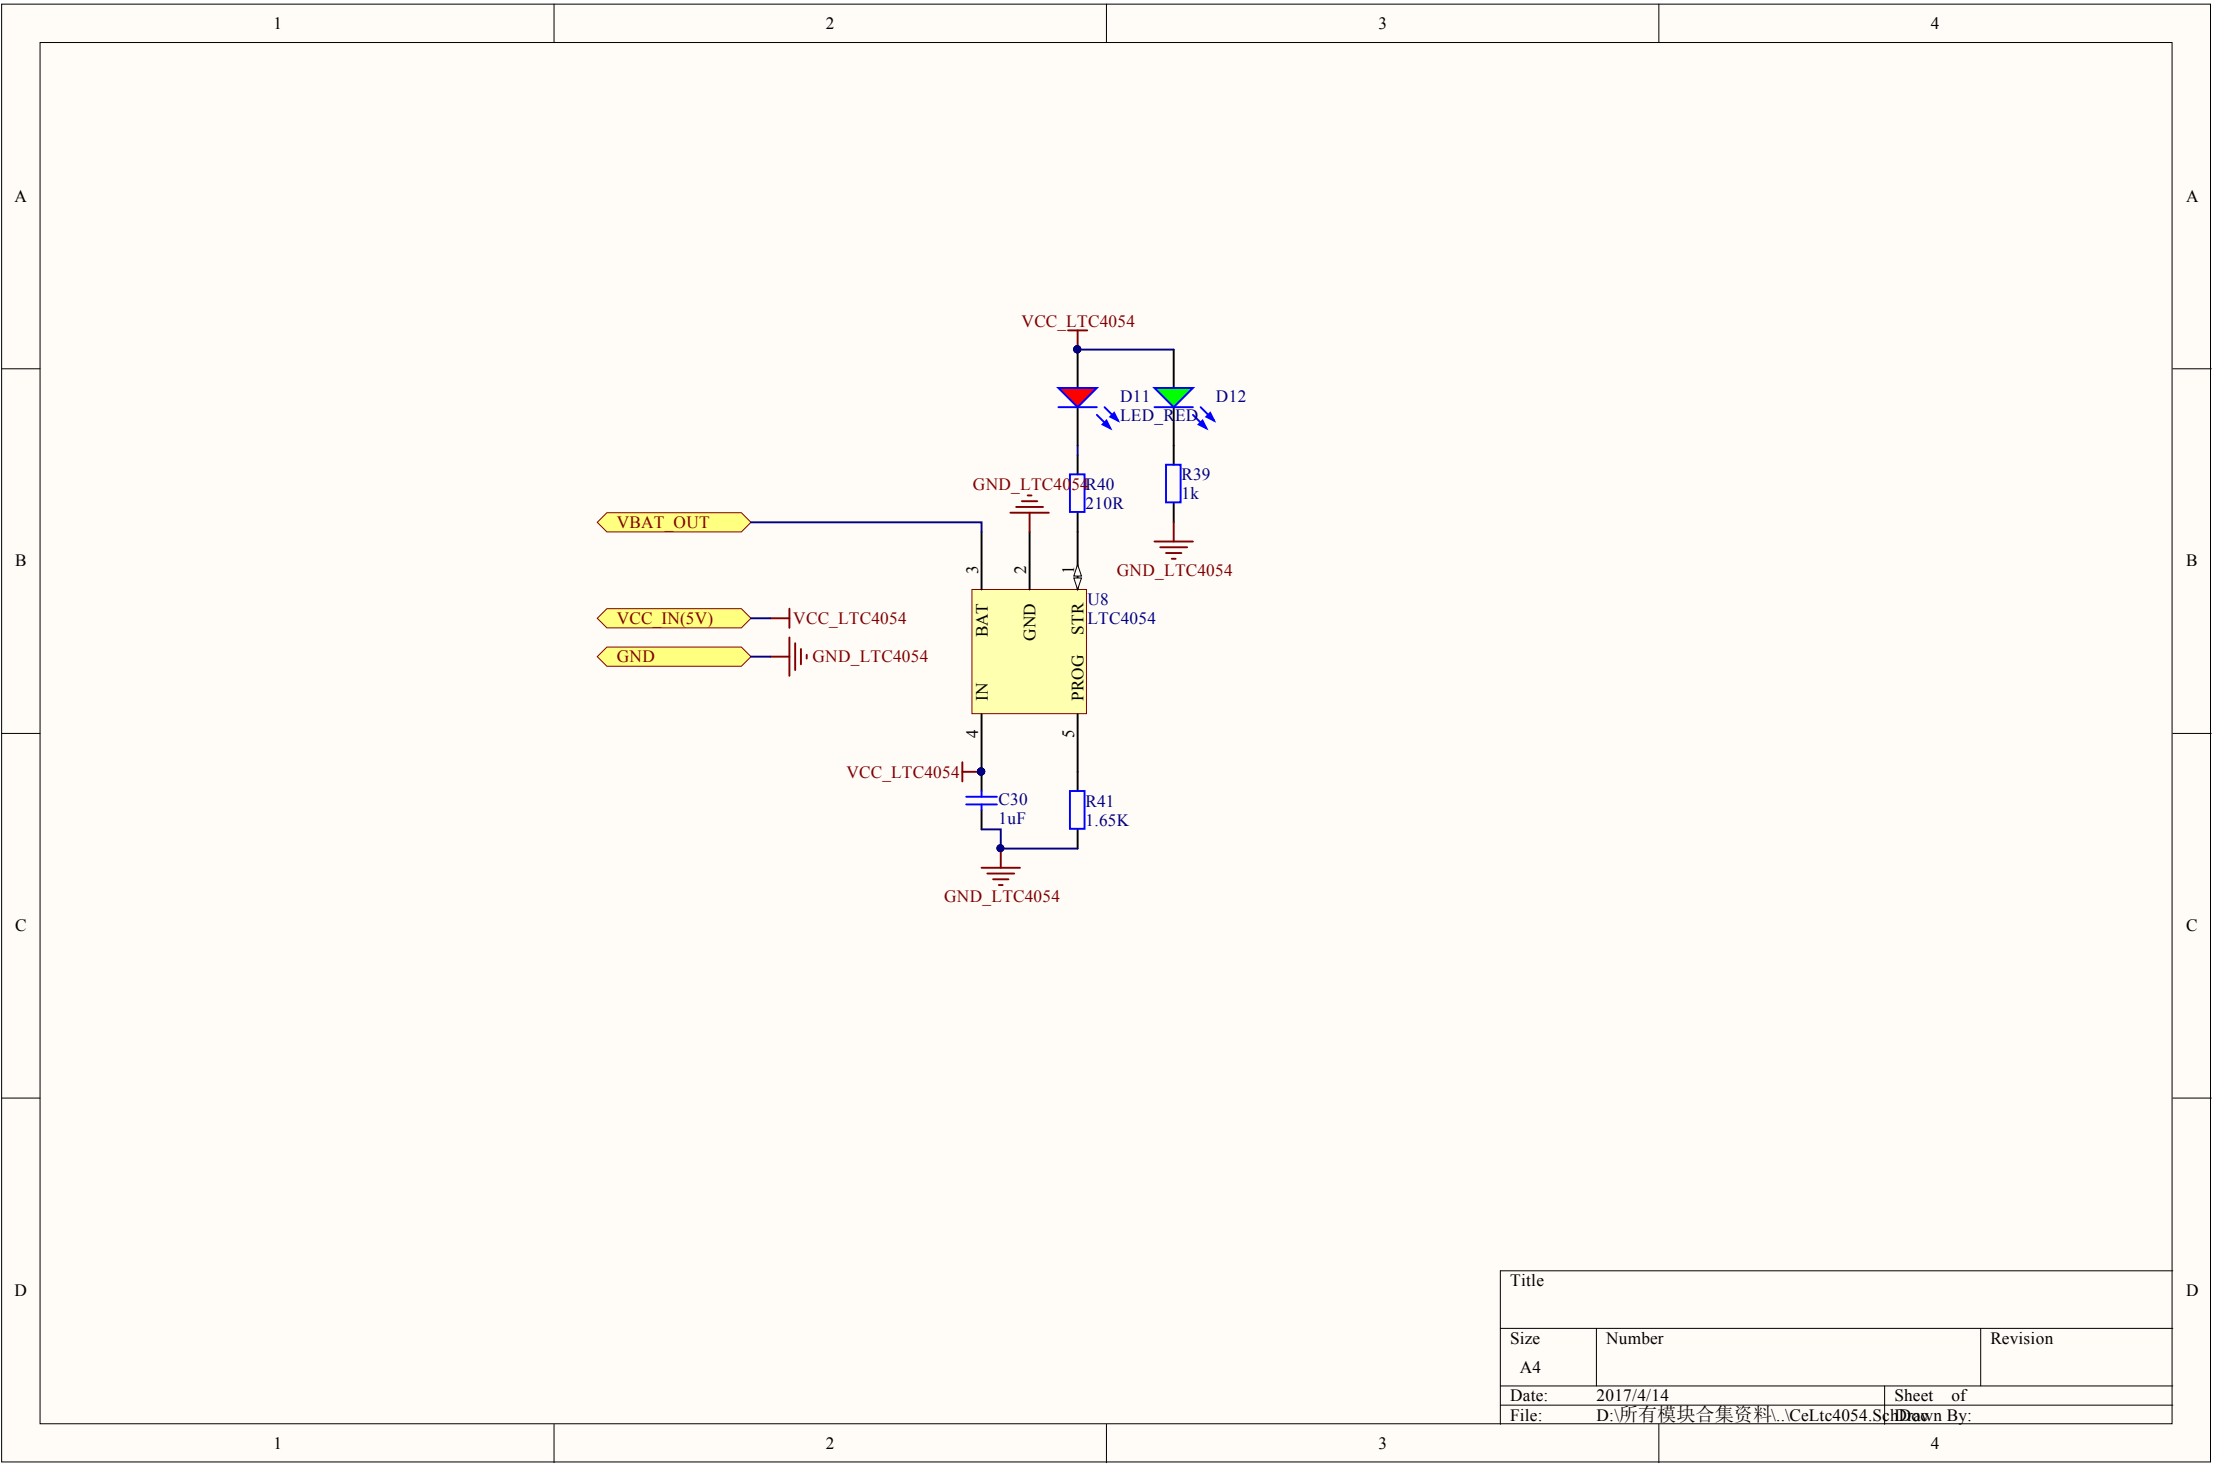 1 2 3 4
A A
VCC_LTC4054
D11 D12
LED_RED
R39
1k
GND_LTC4054 R40
210R
VBAT_OUT
B B
3 2 1
GND_LTC4054
U8
LTC4054
BAT GND STR
VCC_IN(5V) VCC_LTC4054
GND GND_LTC4054
IN PROG
4 5
VCC_LTC4054
C30
1uF
R41
1.65K
GND_LTC4054
C C
Title
D D
Size Number Revision
A4
Date: 2017/4/14 Sheet of
File: D:\所有模块合集资料\..\CeLtc4054.SchDoc Drawn By:
1 2 3 4